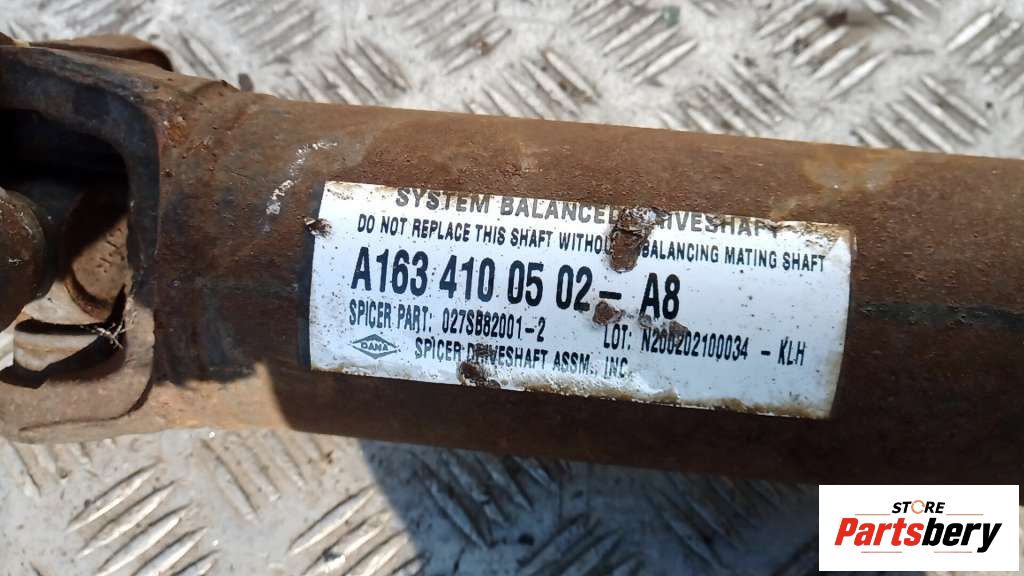 SYSTEM BALANCED DRIVESHAFT
DO NOT REPLACE THIS SHAFT WITHOUT BALANCING MATING SHAFT
A163 410 05 02 - A8
SPICER PART: 027SB82001-2 LOT: N200202100034 - KLH
DANA SPICER DRIVESHAFT ASSM., INC.
STORE
Partsbery